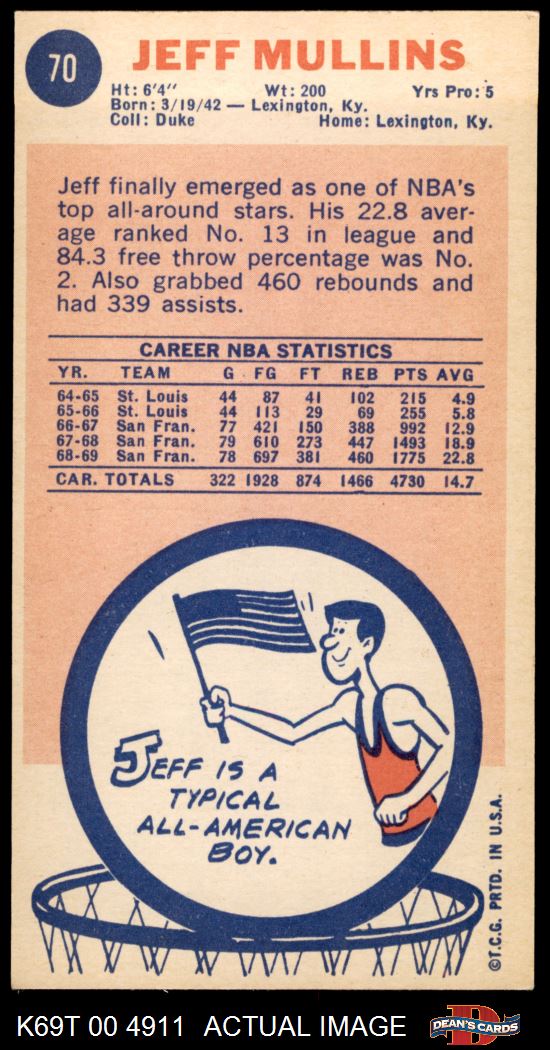 70
JEFF MULLINS
Ht: 6'4" Wt: 200 Yrs Pro: 5
Born: 3/19/42 — Lexington, Ky.
Coll: Duke Home: Lexington, Ky.
Jeff finally emerged as one of NBA's
top all-around stars. His 22.8 aver-
age ranked No. 13 in league and
84.3 free throw percentage was No.
2. Also grabbed 460 rebounds and
had 339 assists.
CAREER NBA STATISTICS
YR. TEAM G FG FT REB PTS AVG
64-65 St. Louis 44 87 41 102 215 4.9
65-66 St. Louis 44 113 29 69 255 5.8
66-67 San Fran. 77 421 150 388 992 12.9
67-68 San Fran. 79 610 273 447 1493 18.9
68-69 San Fran. 78 697 381 460 1775 22.8
CAR. TOTALS 322 1928 874 1466 4730 14.7
JEFF IS A
TYPICAL
ALL-AMERICAN
BOY.
©T.C.G. PRTD. IN U.S.A.
K69T 00 4911 ACTUAL IMAGE
DEAN'S CARDS